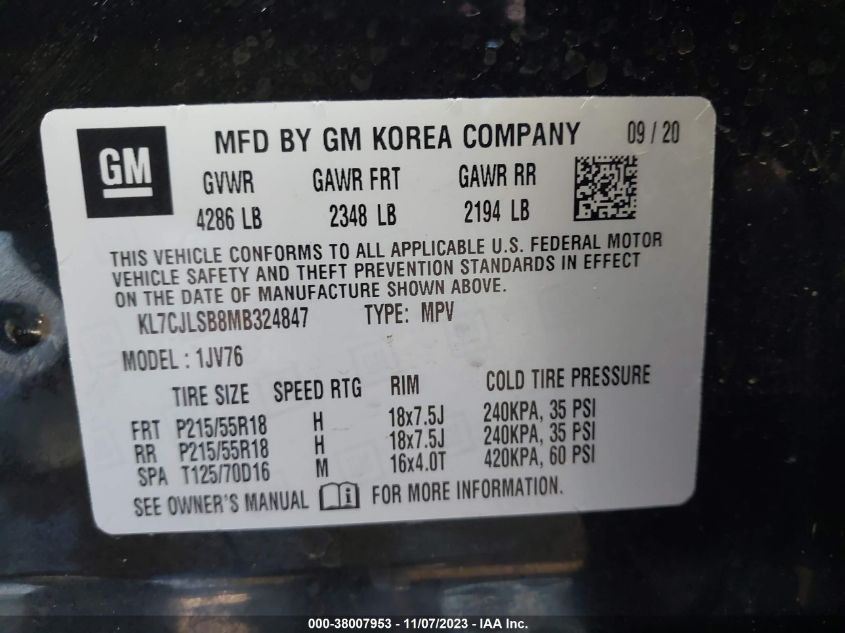 GM
MFD BY GM KOREA COMPANY 09 / 20
GVWR GAWR FRT GAWR RR
4286 LB 2348 LB 2194 LB
THIS VEHICLE CONFORMS TO ALL APPLICABLE U.S. FEDERAL MOTOR
VEHICLE SAFETY AND THEFT PREVENTION STANDARDS IN EFFECT
ON THE DATE OF MANUFACTURE SHOWN ABOVE.
KL7CJLSB8MB324847 TYPE: MPV
MODEL : 1JV76
TIRE SIZE SPEED RTG RIM COLD TIRE PRESSURE
FRT P215/55R18 H 18x7.5J 240KPA, 35 PSI
RR P215/55R18 H 18x7.5J 240KPA, 35 PSI
SPA T125/70D16 M 16x4.0T 420KPA, 60 PSI
SEE OWNER'S MANUAL FOR MORE INFORMATION.
000-38007953 - 11/07/2023 - IAA Inc.